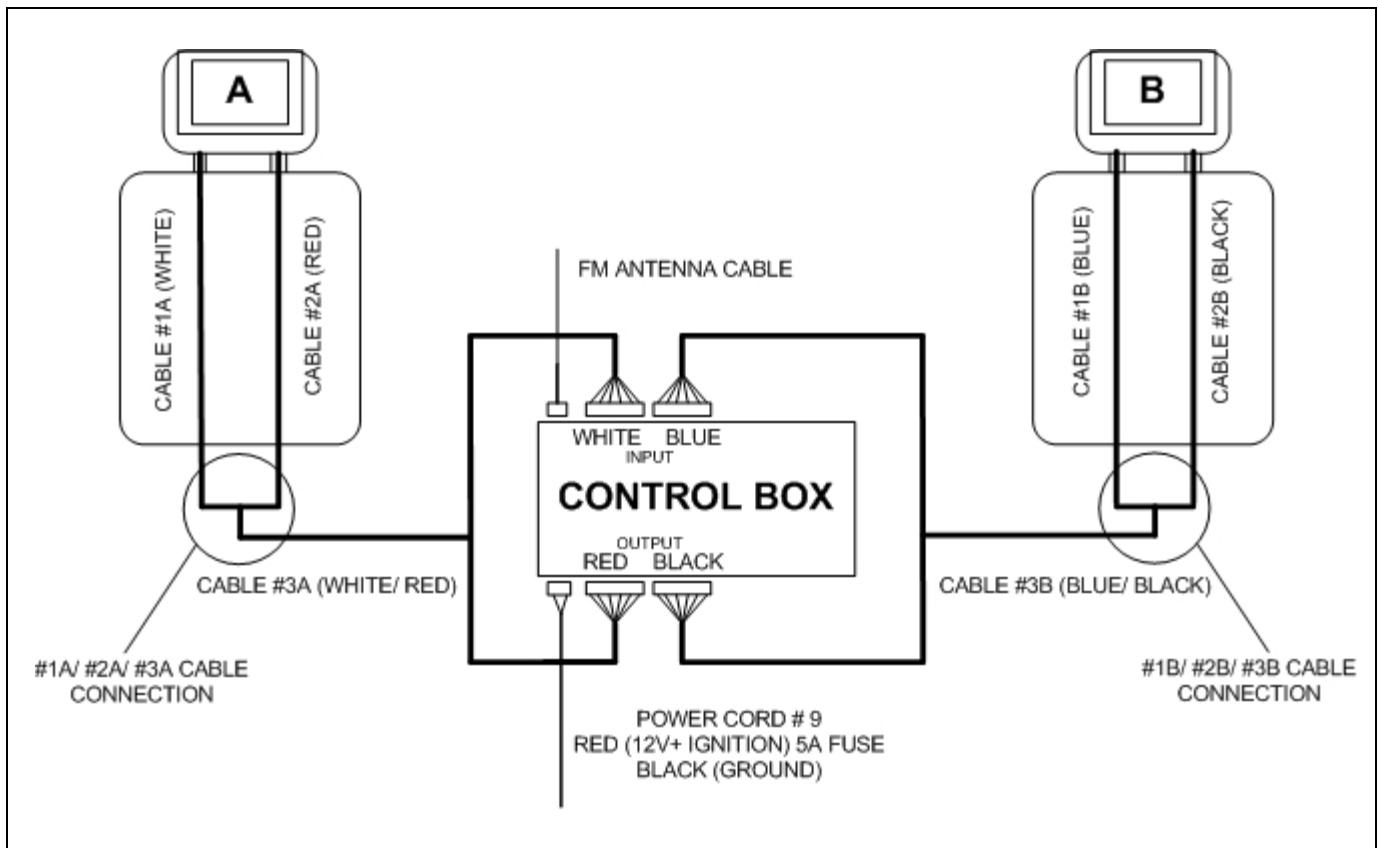 A
B
CABLE #1A (WHITE)
CABLE #2A (RED)
CABLE #1B (BLUE)
CABLE #2B (BLACK)
FM ANTENNA CABLE
WHITE BLUE
INPUT
CONTROL BOX
OUTPUT
RED BLACK
CABLE #3A (WHITE/ RED)
CABLE #3B (BLUE/ BLACK)
#1A/ #2A/ #3A CABLE
CONNECTION
#1B/ #2B/ #3B CABLE
CONNECTION
POWER CORD # 9
RED (12V+ IGNITION) 5A FUSE
BLACK (GROUND)